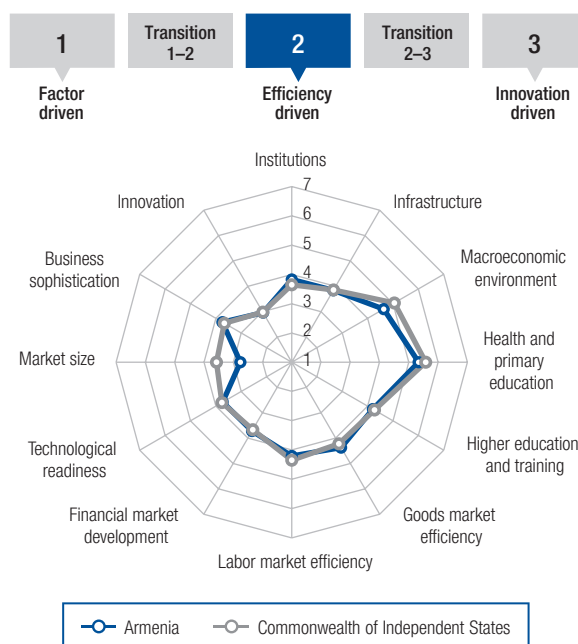 1
Transition
1–2
2
Transition
2–3
3
Factor
driven
Efficiency
driven
Innovation
driven
Institutions
7
6
5
4
3
2
1
Infrastructure
Macroeconomic
environment
Health and
primary
education
Higher education
and training
Goods market
efficiency
Labor market efficiency
Financial market
development
Technological
readiness
Market size
Business
sophistication
Innovation
Armenia
Commonwealth of Independent States